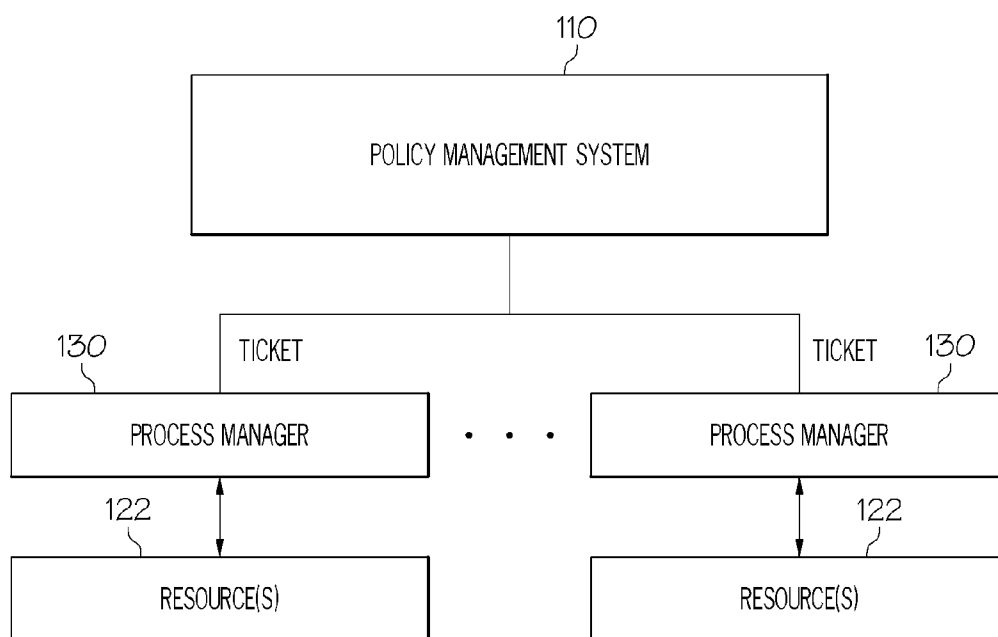 110
POLICY MANAGEMENT SYSTEM
130
TICKET
TICKET
130
PROCESS MANAGER
. . .
PROCESS MANAGER
122
122
RESOURCE(S)
RESOURCE(S)